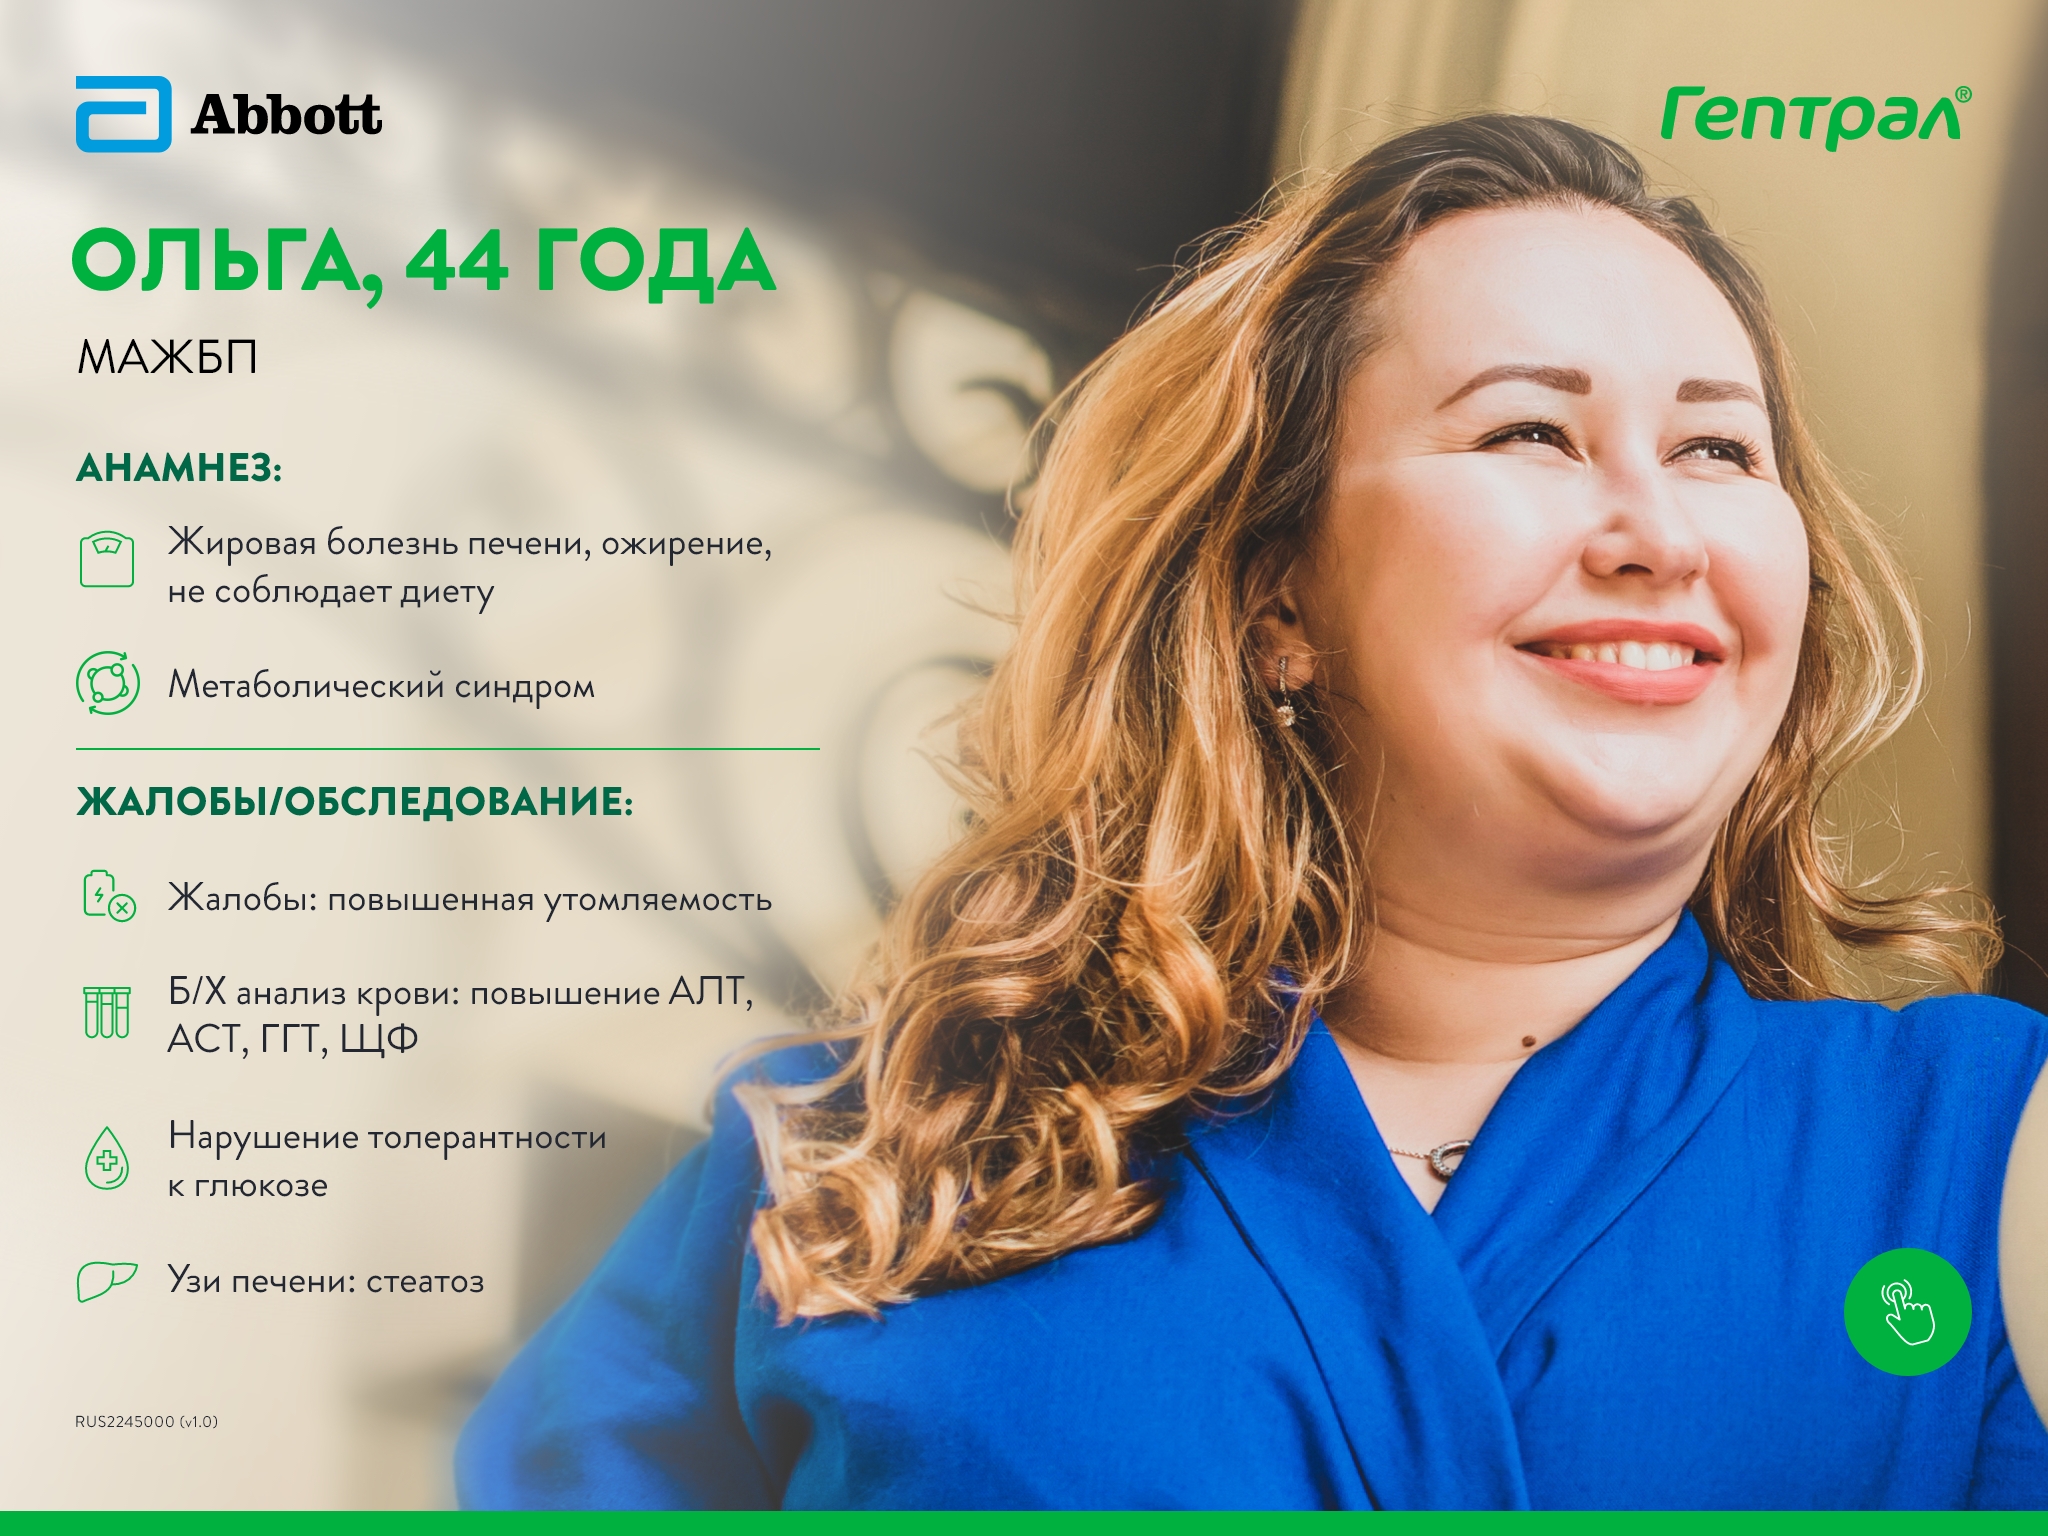 Abbott
Гептрал®
ОЛЬГА, 44 ГОДА
МАЖБП
АНАМНЕЗ:
Жировая болезнь печени, ожирение,
не соблюдает диету
Метаболический синдром
ЖАЛОБЫ/ОБСЛЕДОВАНИЕ:
Жалобы: повышенная утомляемость
Б/Х анализ крови: повышение АЛТ,
АСТ, ГГТ, ЩФ
Нарушение толерантности
к глюкозе
Узи печени: стеатоз
RUS2245000 (v1.0)